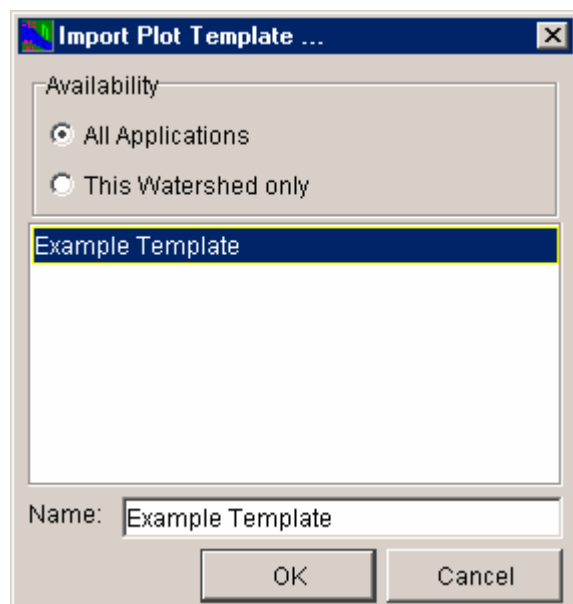 Import Plot Template ...
Availability
All Applications
This Watershed only
Example Template
Name: Example Template
OK Cancel